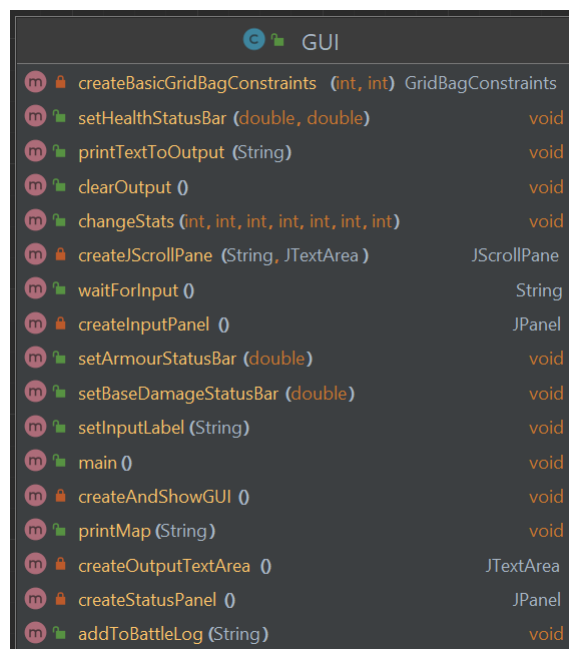 C GUI
m createBasicGridBagConstraints (int, int) GridBagConstraints
m setHealthStatusBar (double, double) void
m printTextToOutput (String) void
m clearOutput () void
m changeStats (int, int, int, int, int, int, int) void
m createJScrollPane (String, JTextArea) JScrollPane
m waitForInput () String
m createInputPanel () JPanel
m setArmourStatusBar (double) void
m setBaseDamageStatusBar (double) void
m setInputLabel (String) void
m main () void
m createAndShowGUI () void
m printMap (String) void
m createOutputTextArea () JTextArea
m createStatusPanel () JPanel
m addToBattleLog (String) void